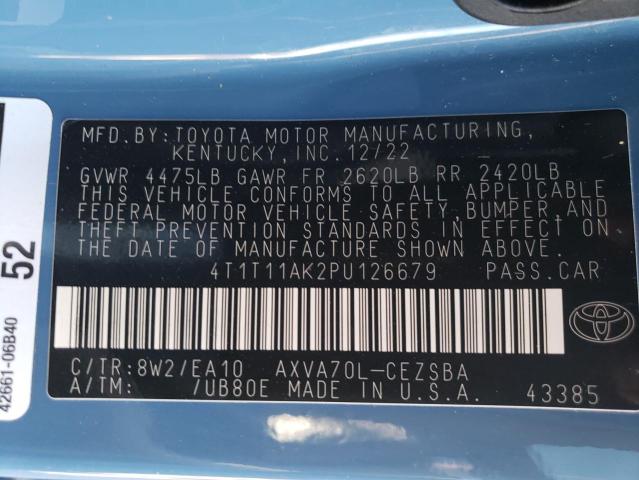 MFD.BY:TOYOTA MOTOR MANUFACTURING,
KENTUCKY,INC.12/22
GVWR 4475LB GAWR FR 2620LB RR 2420LB
THIS VEHICLE CONFORMS TO ALL APPLICABLE
FEDERAL MOTOR VEHICLE SAFETY,BUMPER,AND
THEFT PREVENTION STANDARDS IN EFFECT ON
THE DATE OF MANUFACTURE SHOWN ABOVE.
4T1T11AK2PU126679 PASS.CAR
C/TR:8W2/EA10 AXVA70L-CEZSBA
A/TM: /UB80E MADE IN U.S.A. 43385
52
42661-06B40